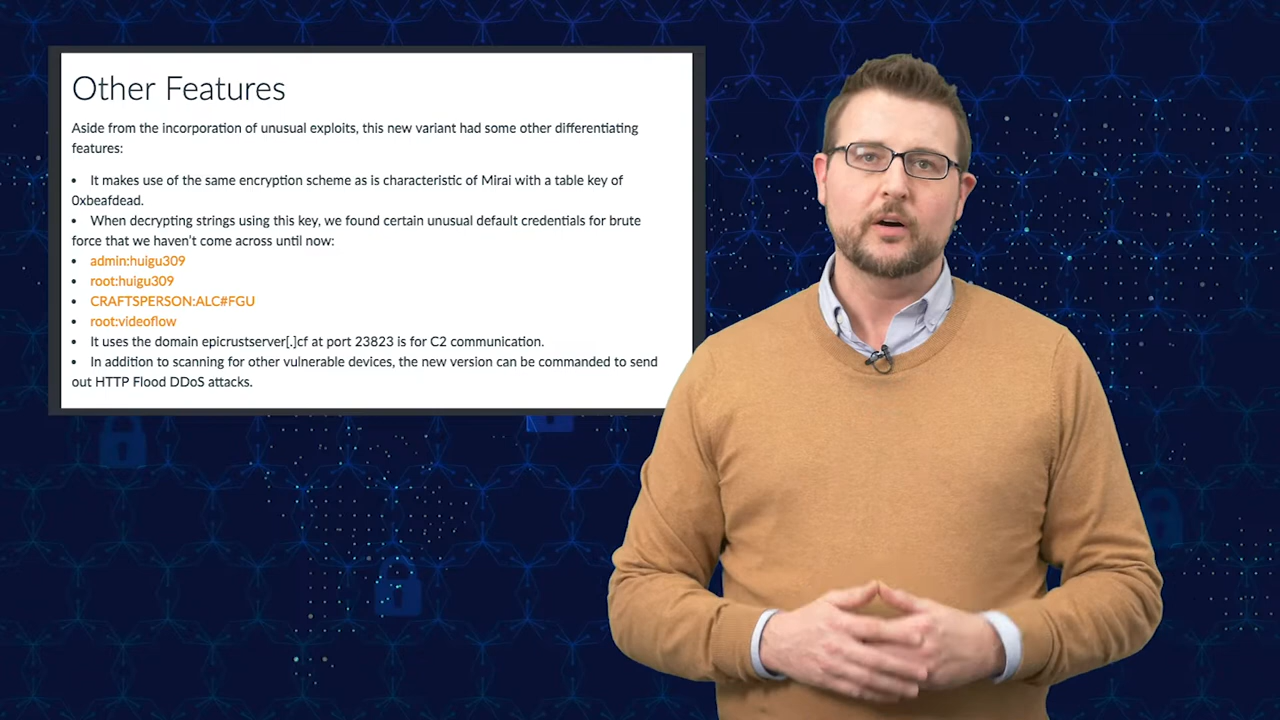 Other Features
Aside from the incorporation of unusual exploits, this new variant had some other differentiating
features:
• It makes use of the same encryption scheme as is characteristic of Mirai with a table key of
0xbeafdead.
• When decrypting strings using this key, we found certain unusual default credentials for brute
force that we haven't come across until now:
• admin:huigu309
• root:huigu309
• CRAFTSPERSON:ALC#FGU
• root:videoflow
• It uses the domain epicrustserver[.]cf at port 23823 is for C2 communication.
• In addition to scanning for other vulnerable devices, the new version can be commanded to send
out HTTP Flood DDoS attacks.